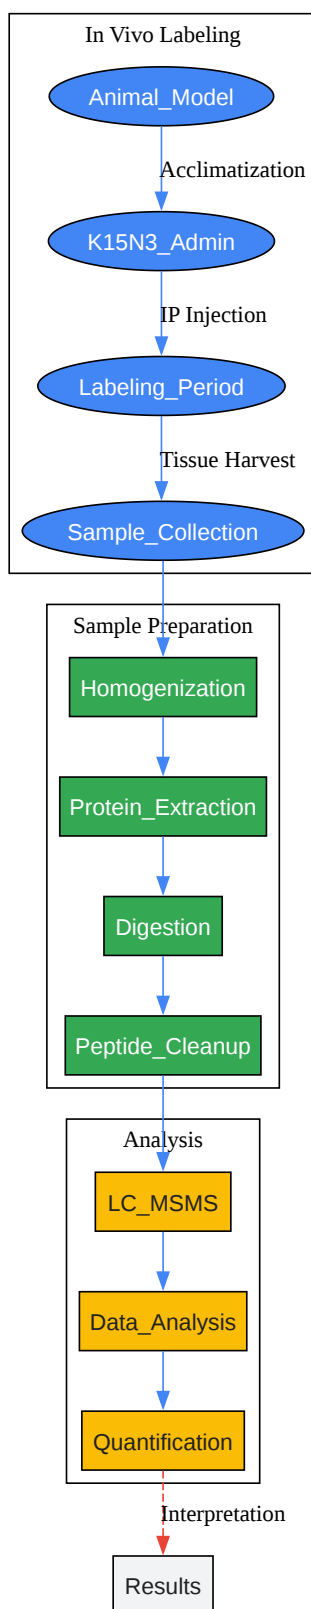 In Vivo Labeling
Animal_Model
Acclimatization
K15N3_Admin
IP Injection
Labeling_Period
Tissue Harvest
Sample_Collection
Sample Preparation
Homogenization
Protein_Extraction
Digestion
Peptide_Cleanup
Analysis
LC_MSMS
Data_Analysis
Quantification
Interpretation
Results